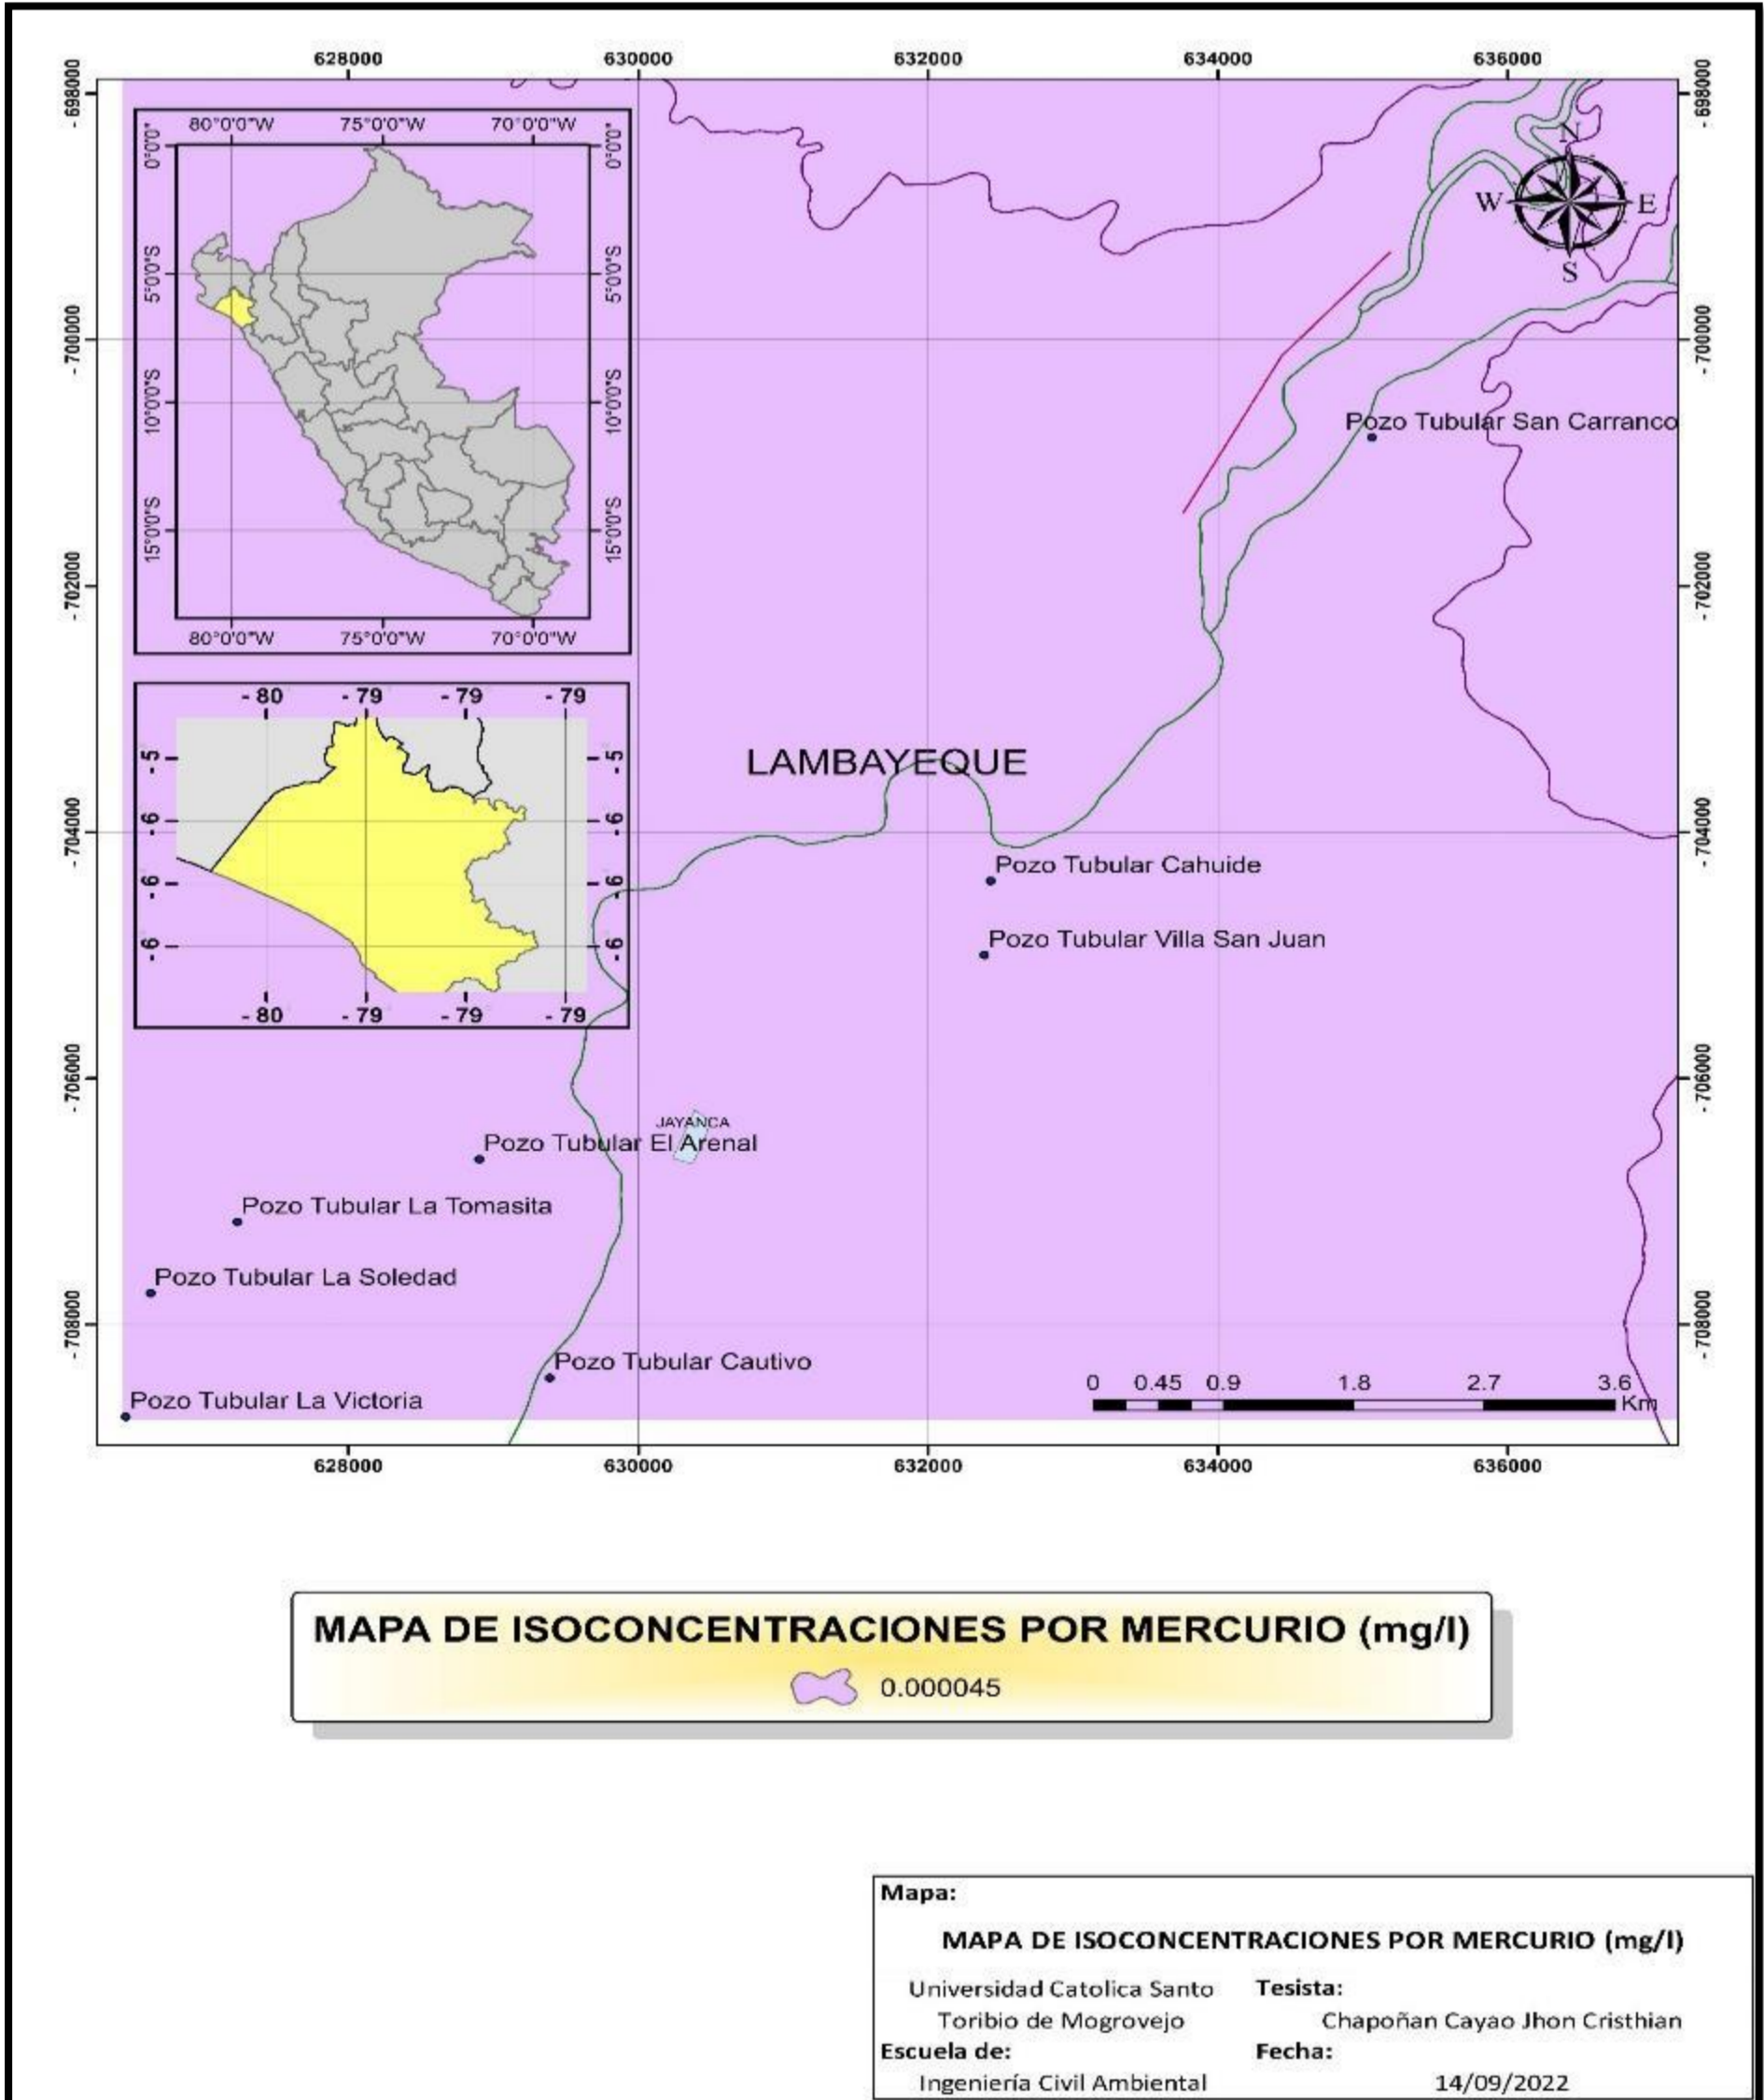 628000 630000 632000 634000 636000
- 698000 - 698000
80°0'0"W 75°0'0"W 70°0'0"W
0°0'0" 0°0'0"
N
W E
S
5°0'0"S 5°0'0"S
- 700000 - 700000
10°0'0"S 10°0'0"S
Pozo Tubular San Carranco
15°0'0"S 15°0'0"S
- 702000 - 702000
80°0'0"W 75°0'0"W 70°0'0"W
- 80 - 79 - 79 - 79
- 5 - 5
LAMBAYEQUE
- 6 - 6
- 704000 - 704000
Pozo Tubular Cahuide
- 6 - 6
Pozo Tubular Villa San Juan
- 6 - 6
- 80 - 79 - 79 - 79
- 706000 - 706000
JAYANCA
Pozo Tubular El Arenal
Pozo Tubular La Tomasita
Pozo Tubular La Soledad
- 708000 - 708000
Pozo Tubular Cautivo
0 0.45 0.9 1.8 2.7 3.6
Km
Pozo Tubular La Victoria
628000 630000 632000 634000 636000
MAPA DE ISOCONCENTRACIONES POR MERCURIO (mg/l)
0.000045
Mapa:
MAPA DE ISOCONCENTRACIONES POR MERCURIO (mg/l)
Universidad Catolica Santo Tesista:
Toribio de Mogrovejo Chapoñan Cayao Jhon Cristhian
Escuela de: Fecha:
Ingeniería Civil Ambiental 14/09/2022